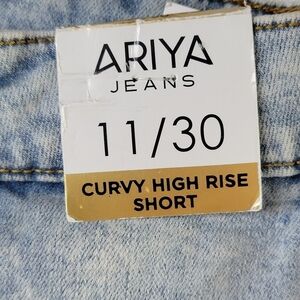 ARIYA
JEANS
11/30
CURVY HIGH RISE
SHORT